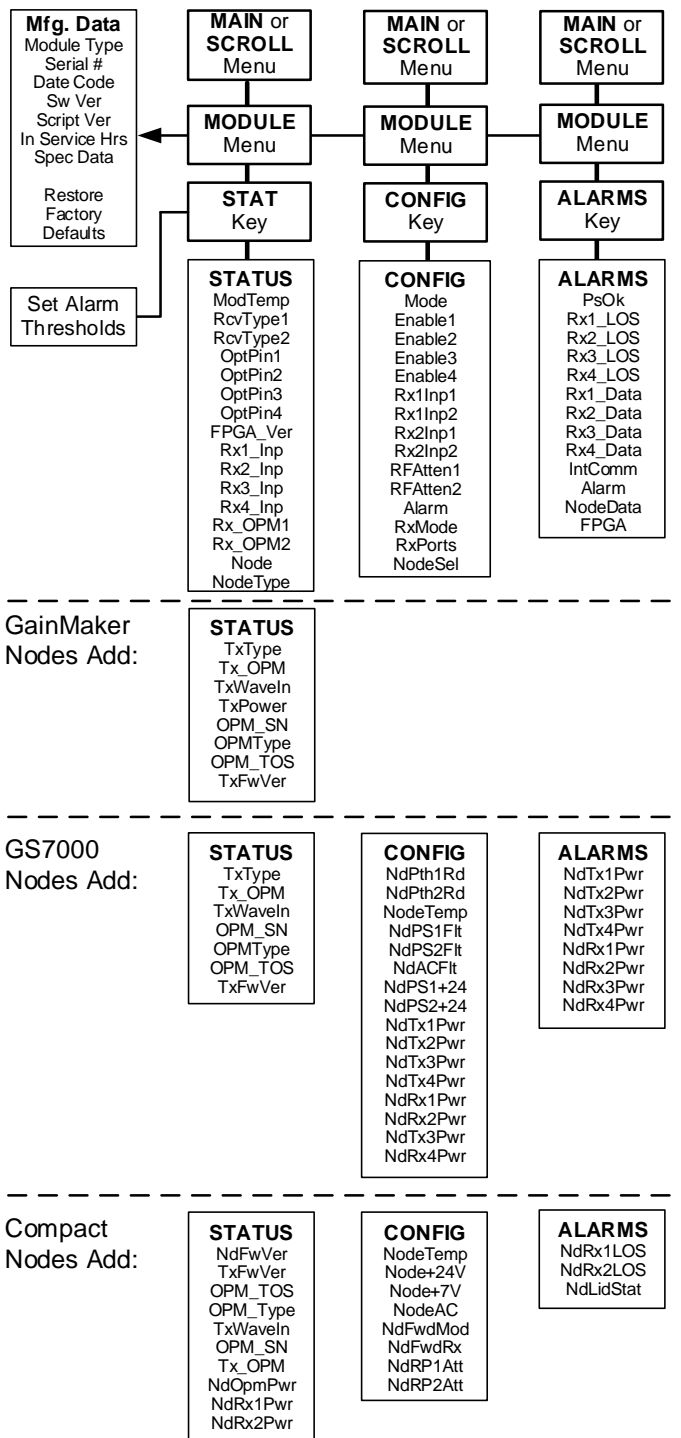 Mfg. Data
Module Type
Serial #
Date Code
Sw Ver
Script Ver
In Service Hrs
Spec Data
Restore
Factory
Defaults
Set Alarm
Thresholds
MAIN or
SCROLL
Menu
MODULE
Menu
STAT
Key
STATUS
ModTemp
RcvType1
RcvType2
OptPin1
OptPin2
OptPin3
OptPin4
FPGA_Ver
Rx1_Inp
Rx2_Inp
Rx3_Inp
Rx4_Inp
Rx_OPM1
Rx_OPM2
Node
NodeType
MAIN or
SCROLL
Menu
MODULE
Menu
CONFIG
Key
CONFIG
Mode
Enable1
Enable2
Enable3
Enable4
Rx1Inp1
Rx1Inp2
Rx2Inp1
Rx2Inp2
RFAtten1
RFAtten2
Alarm
RxMode
RxPorts
NodeSel
MAIN or
SCROLL
Menu
MODULE
Menu
ALARMS
Key
ALARMS
PsOk
Rx1_LOS
Rx2_LOS
Rx3_LOS
Rx4_LOS
Rx1_Data
Rx2_Data
Rx3_Data
Rx4_Data
IntComm
Alarm
NodeData
FPGA
GainMaker
Nodes Add:
STATUS
TxType
Tx_OPM
TxWaveIn
TxPower
OPM_SN
OPMType
OPM_TOS
TxFwVer
GS7000
Nodes Add:
STATUS
TxType
Tx_OPM
TxWaveIn
OPM_SN
OPMType
OPM_TOS
TxFwVer
CONFIG
NdPth1Rd
NdPth2Rd
NodeTemp
NdPS1Flt
NdPS2Flt
NdACFlt
NdPS1+24
NdPS2+24
NdTx1Pwr
NdTx2Pwr
NdTx3Pwr
NdTx4Pwr
NdRx1Pwr
NdRx2Pwr
NdTx3Pwr
NdRx4Pwr
ALARMS
NdTx1Pwr
NdTx2Pwr
NdTx3Pwr
NdTx4Pwr
NdRx1Pwr
NdRx2Pwr
NdRx3Pwr
NdRx4Pwr
Compact
Nodes Add:
STATUS
NdFwVer
TxFwVer
OPM_TOS
OPM_Type
TxWaveIn
OPM_SN
Tx_OPM
NdOpmPwr
NdRx1Pwr
NdRx2Pwr
CONFIG
NodeTemp
Node+24V
Node+7V
NodeAC
NdFwdMod
NdFwdRx
NdRP1Att
NdRP2Att
ALARMS
NdRx1LOS
NdRx2LOS
NdLidStat